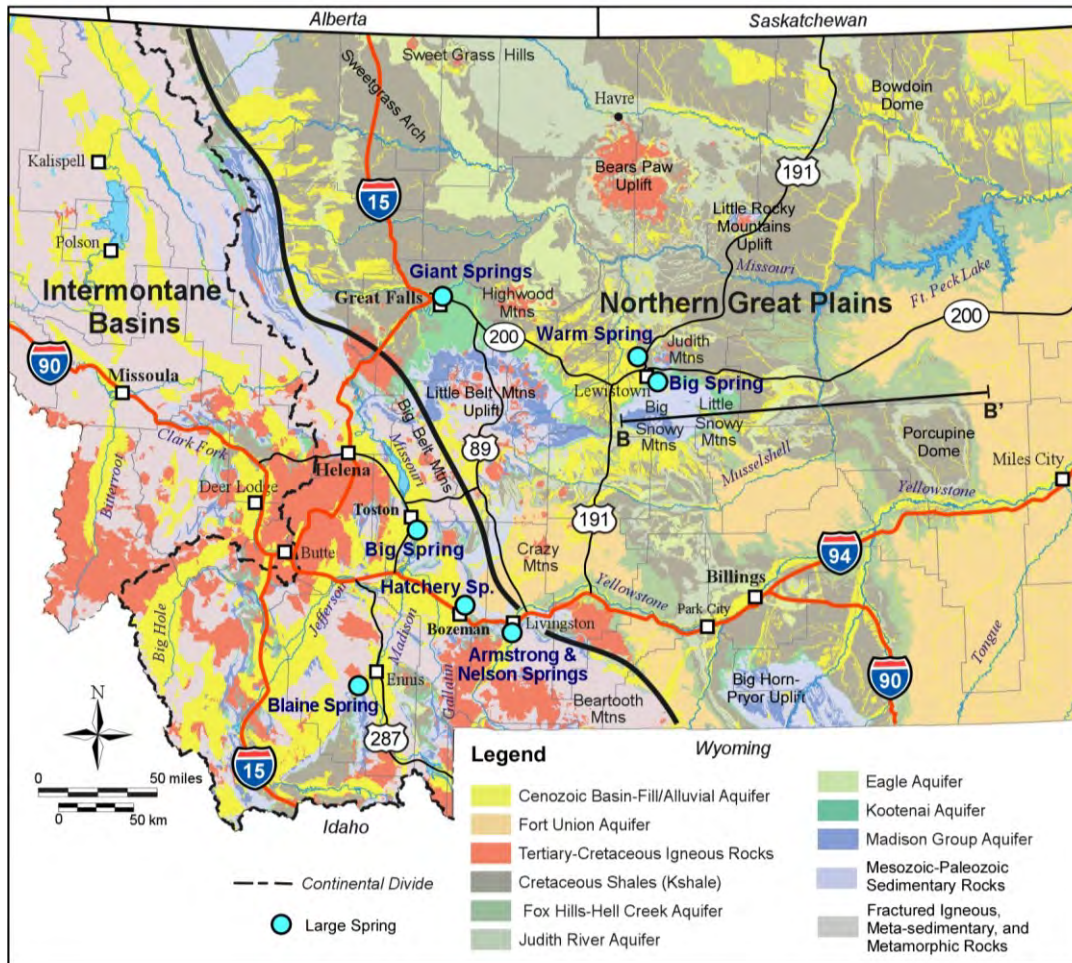 Alberta
Saskatchewan
Sweet Grass Hills
Sweetgrass Arch
Havre
Bowdoin
Dome
Kalispell
191
Bears Paw
Uplift
15
Little Rocky
Mountains
Uplift
Polson
Missouri
Giant Springs
Great Falls
Highwood
Mtns
Ft. Peck Lake
Intermontane
Basins
Northern Great Plains
200
Warm Spring
200
Judith
Mtns
90
Missoula
Lewistown
Big Spring
Little Belt Mtns
Uplift
Big
Snowy
Mtns
Little
Snowy
Mtns
B
B'
Big Belt Mtns
Missouri
89
Clark Fork
Porcupine
Dome
Bitterroot
Helena
Musselshell
Miles City
Deer Lodge
Yellowstone
Toston
191
Big Spring
Crazy
Mtns
94
Butte
Hatchery Sp.
Billings
Yellowstone
Big Hole
Jefferson
Madison
Bozeman
Livingston
Park City
Tongue
Armstrong &
Nelson Springs
90
Ennis
Gallatin
Big Horn-
Pryor Uplift
Blaine Spring
Beartooth
Mtns
N
287
15
0 50 miles
0 50 km
Idaho
Wyoming
Legend
Cenozoic Basin-Fill/Alluvial Aquifer
Fort Union Aquifer
Tertiary-Cretaceous Igneous Rocks
Cretaceous Shales (Kshale)
Fox Hills-Hell Creek Aquifer
Judith River Aquifer
Eagle Aquifer
Kootenai Aquifer
Madison Group Aquifer
Mesozoic-Paleozoic
Sedimentary Rocks
Fractured Igneous,
Meta-sedimentary, and
Metamorphic Rocks
Continental Divide
Large Spring